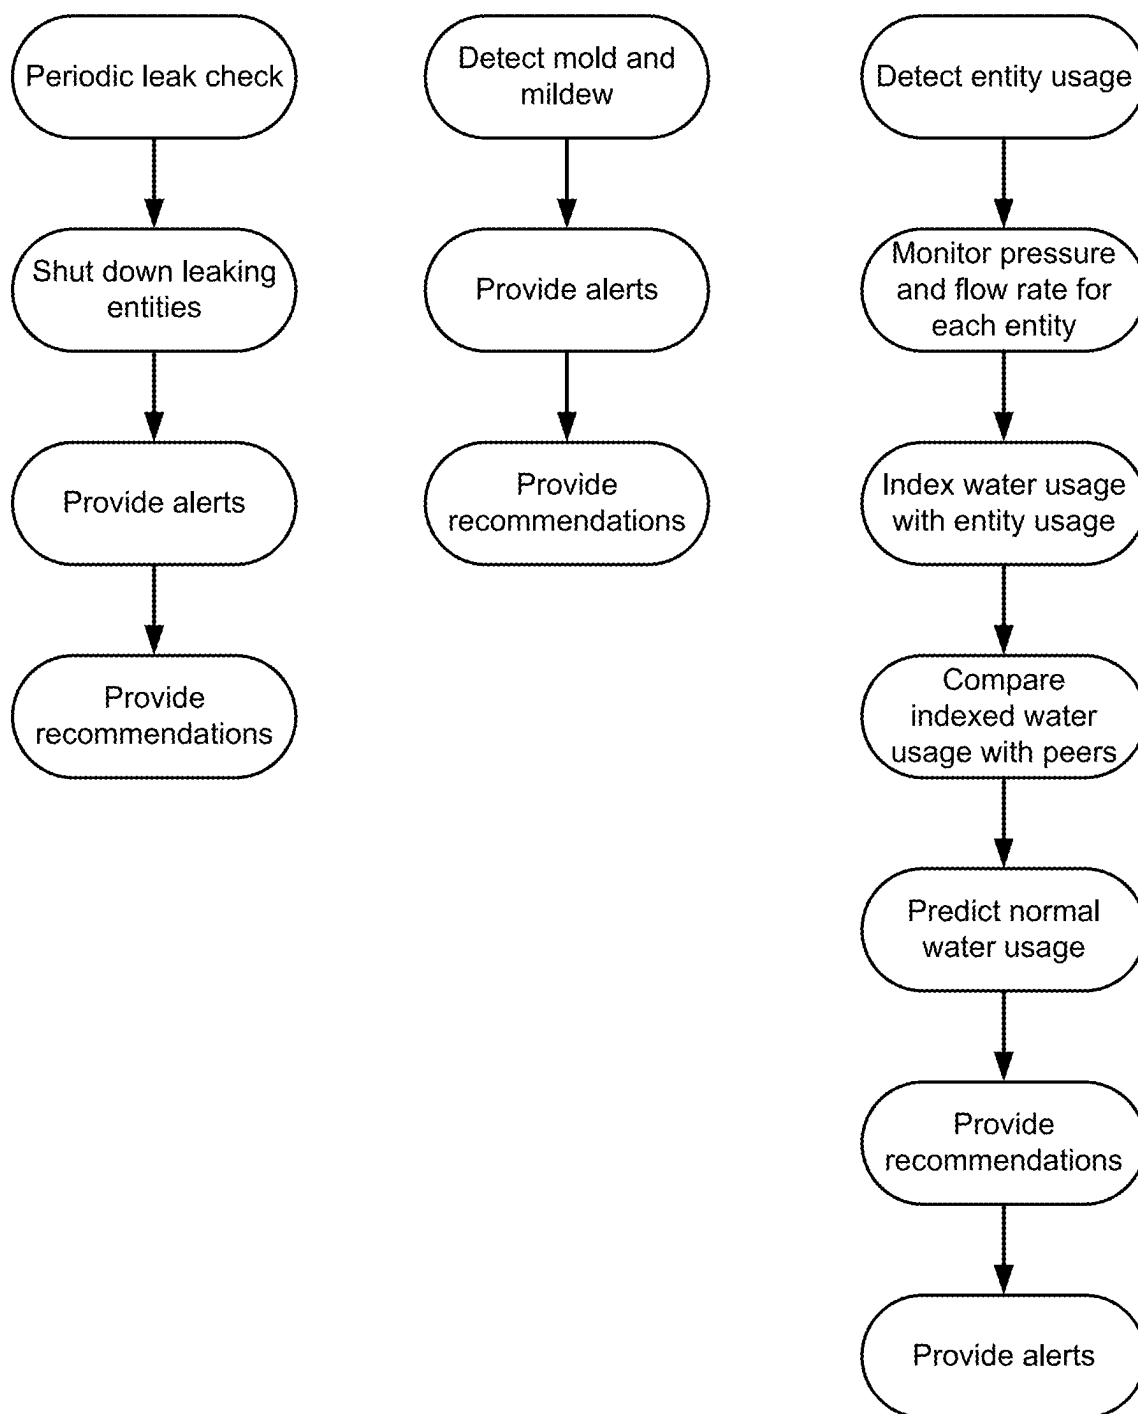 Periodic leak check
Shut down leaking
entities
Provide alerts
Provide
recommendations
Detect mold and
mildew
Provide alerts
Provide
recommendations
Detect entity usage
Monitor pressure
and flow rate for
each entity
Index water usage
with entity usage
Compare
indexed water
usage with peers
Predict normal
water usage
Provide
recommendations
Provide alerts